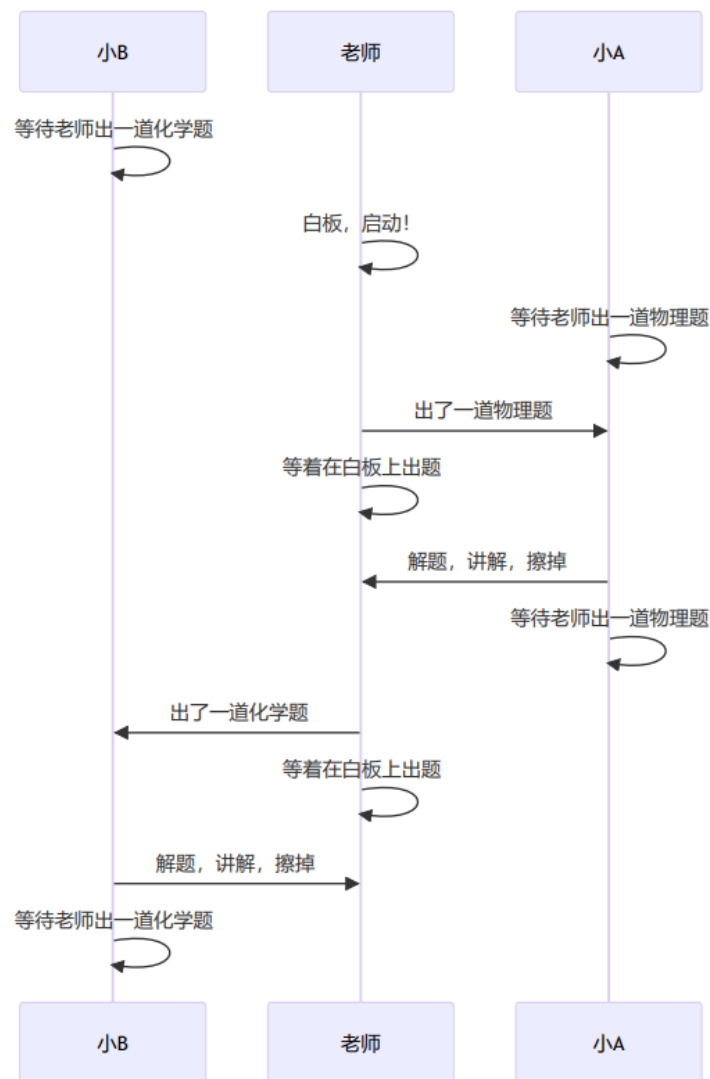 小B
老师
小A
等待老师出一道化学题
白板，启动！
等待老师出一道物理题
出了一道物理题
等着在白板上出题
解题，讲解，擦掉
等待老师出一道物理题
出了一道化学题
等着在白板上出题
解题，讲解，擦掉
等待老师出一道化学题
小B
老师
小A